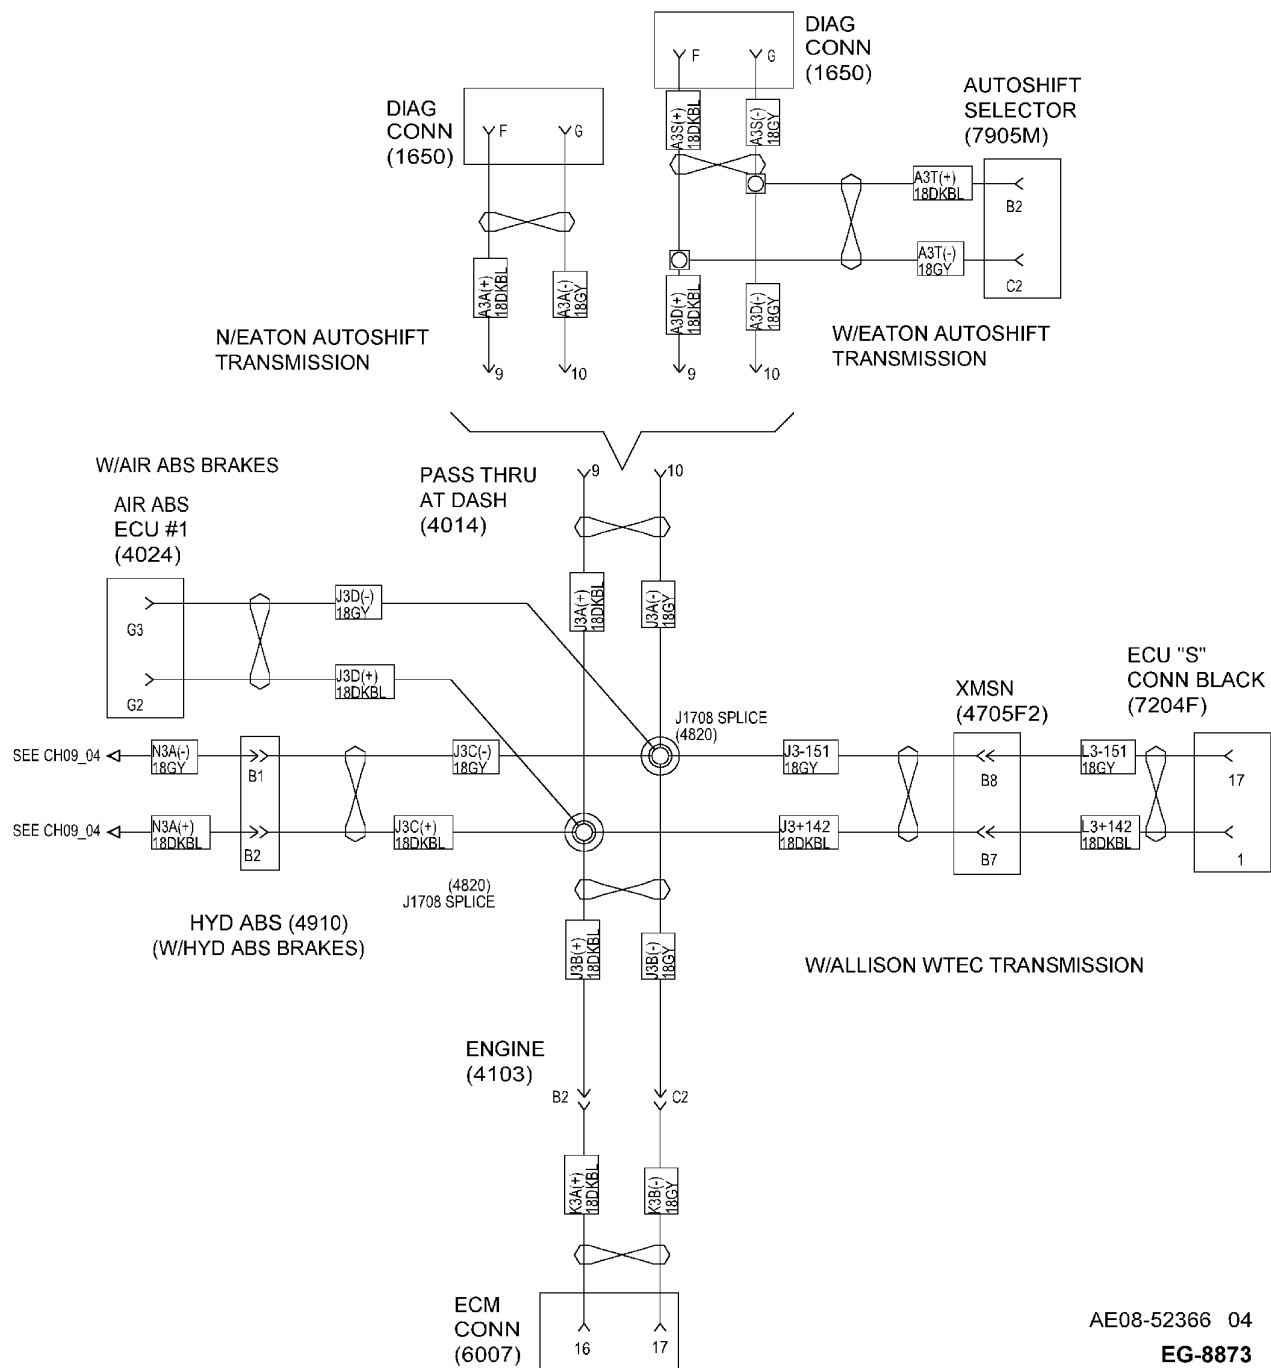 DIAG
CONN
(1650)
F
G
DIAG
CONN
(1650)
F
G
A3S(+)
18DKBL
A3S(-)
18GY
AUTOSHIFT
SELECTOR
(7905M)
A3T(+)
18DKBL
B2
A3T(-)
18GY
C2
A3A(+)
18DKBL
A3A(-)
18GY
A3D(+)
18DKBL
A3D(-)
18GY
N/EATON AUTOSHIFT
TRANSMISSION
W/EATON AUTOSHIFT
TRANSMISSION
9
10
9
10
W/AIR ABS BRAKES
PASS THRU
AT DASH
(4014)
9
10
AIR ABS
ECU #1
(4024)
G3
G2
J3D(-)
18GY
J3D(+)
18DKBL
J3A(+)
18DKBL
J3A(-)
18GY
J1708 SPLICE
(4820)
XMSN
(4705F2)
ECU "S"
CONN BLACK
(7204F)
SEE CH09_04
N3A(-)
18GY
B1
J3C(-)
18GY
J3-151
18GY
B8
L3-151
18GY
17
SEE CH09_04
N3A(+)
18DKBL
B2
J3C(+)
18DKBL
J3+142
18DKBL
B7
L3+142
18DKBL
1
(4820)
J1708 SPLICE
HYD ABS (4910)
(W/HYD ABS BRAKES)
J3B(+)
18DKBL
J3B(-)
18GY
W/ALLISON WTEC TRANSMISSION
ENGINE
(4103)
B2
C2
K3A(+)
18DKBL
K3B(-)
18GY
ECM
CONN
(6007)
16
17
AE08-52366 04
EG-8873